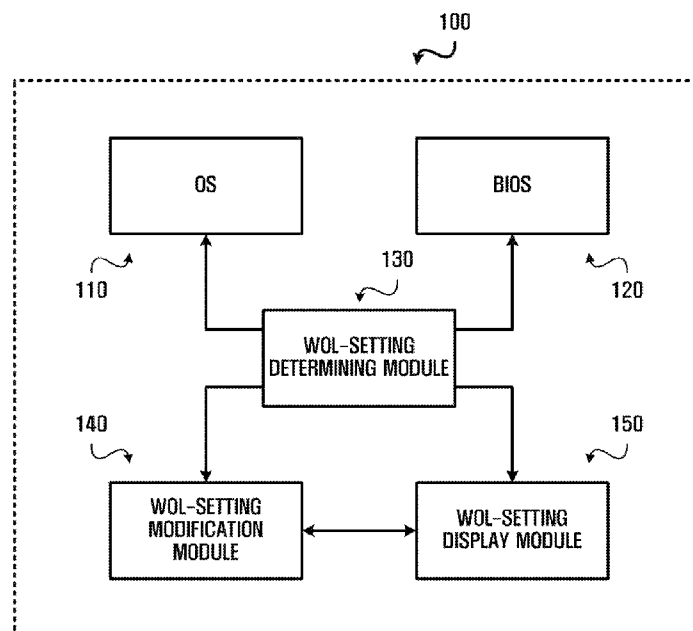 100
OS
BIOS
110
130
120
WOL-SETTING
DETERMINING MODULE
140
150
WOL-SETTING
MODIFICATION
MODULE
WOL-SETTING
DISPLAY MODULE